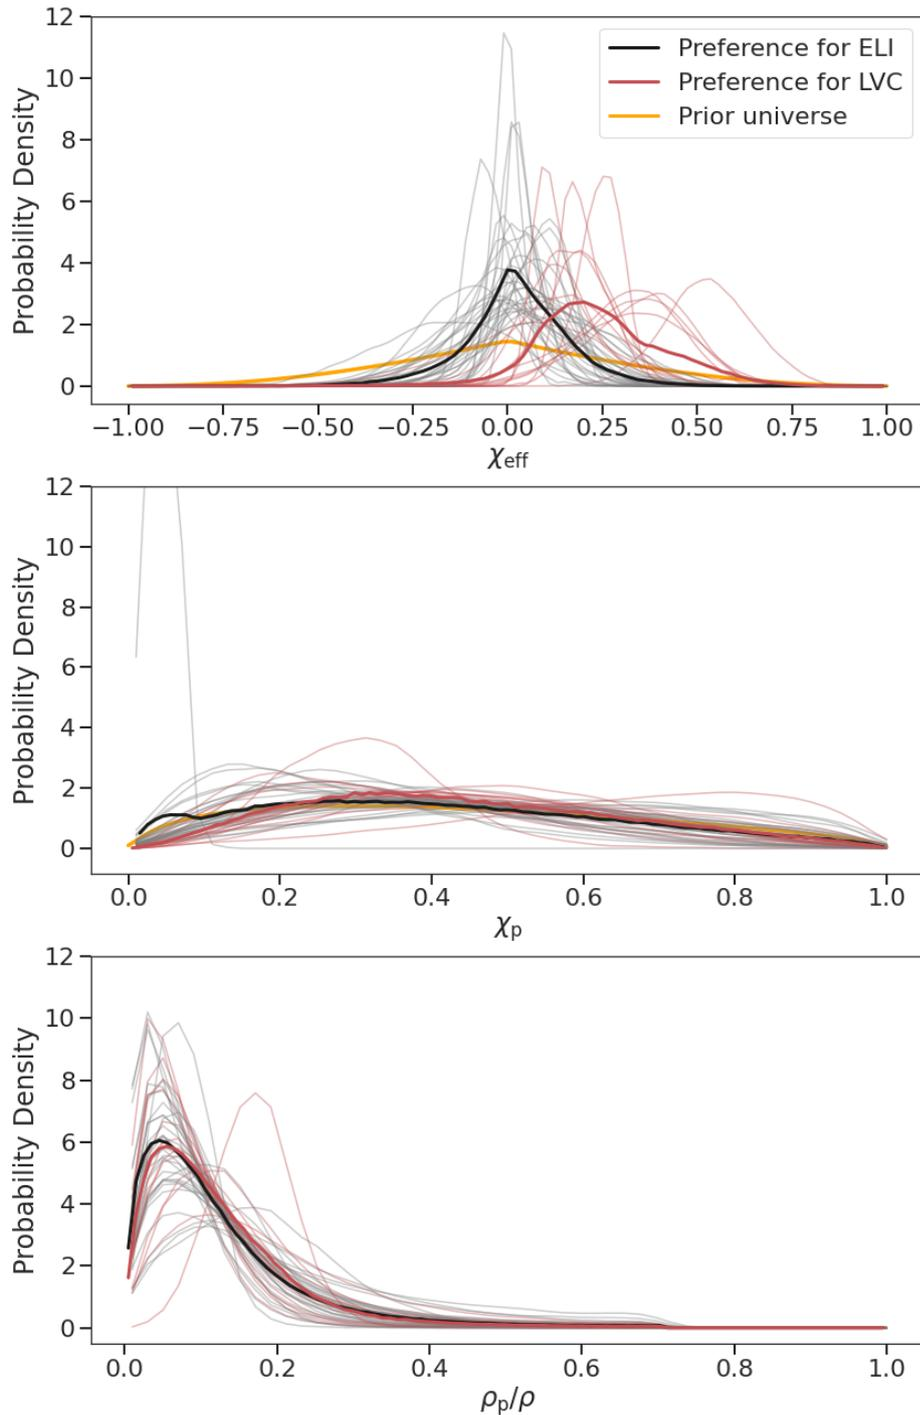 12
10
8
6
4
2
0
Probability Density
Preference for ELI
Preference for LVC
Prior universe
−1.00 −0.75 −0.50 −0.25 0.00 0.25 0.50 0.75 1.00
χeff
12
10
8
6
4
2
0
Probability Density
0.0 0.2 0.4 0.6 0.8 1.0
χp
12
10
8
6
4
2
0
Probability Density
0.0 0.2 0.4 0.6 0.8 1.0
ρp/ρ